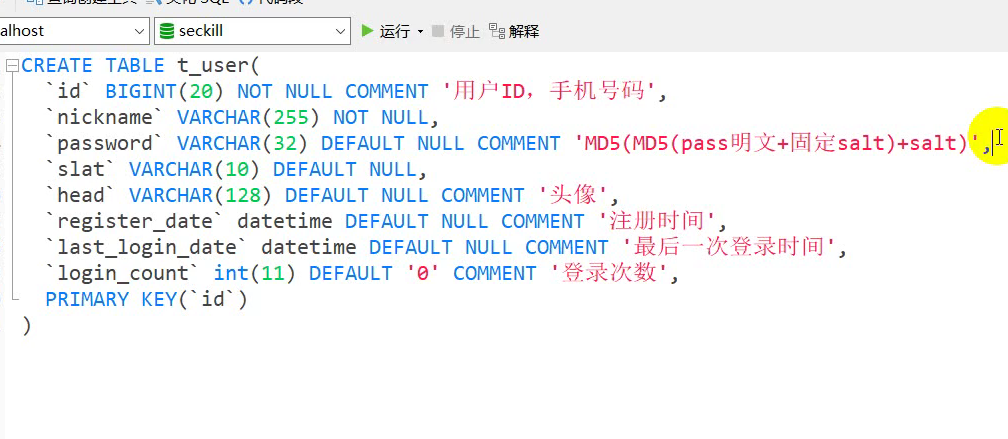 alhost seckill 运行 停止 解释
CREATE TABLE t_user(
`id` BIGINT(20) NOT NULL COMMENT '用户ID，手机号码',
`nickname` VARCHAR(255) NOT NULL,
`password` VARCHAR(32) DEFAULT NULL COMMENT 'MD5(MD5(pass明文+固定salt)+salt)',
`slat` VARCHAR(10) DEFAULT NULL,
`head` VARCHAR(128) DEFAULT NULL COMMENT '头像',
`register_date` datetime DEFAULT NULL COMMENT '注册时间',
`last_login_date` datetime DEFAULT NULL COMMENT '最后一次登录时间',
`login_count` int(11) DEFAULT '0' COMMENT '登录次数',
PRIMARY KEY(`id`)
)